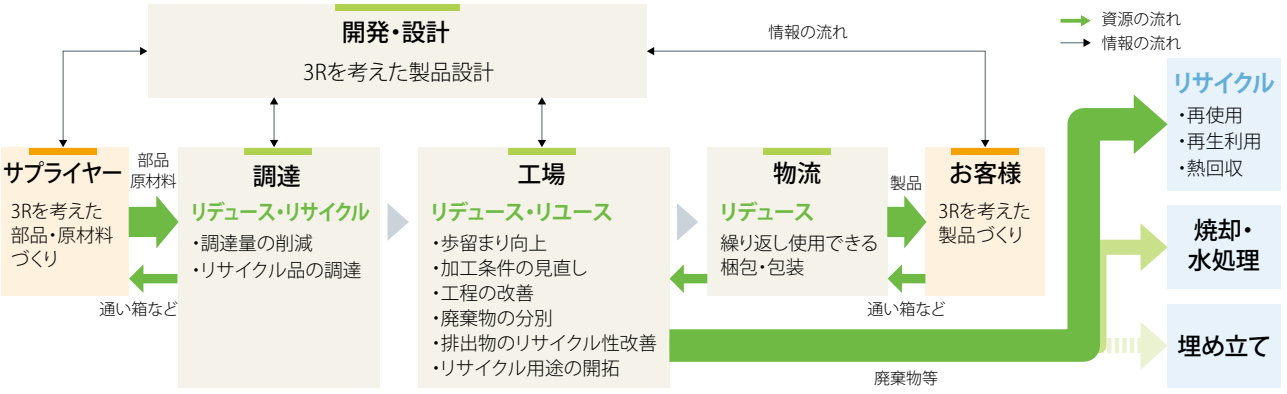 開発・設計
3Rを考えた製品設計
情報の流れ
資源の流れ
情報の流れ
サプライヤー
3Rを考えた
部品・原材料
づくり
部品
原材料
通い箱など
調達
リデュース・リサイクル
・調達量の削減
・リサイクル品の調達
工場
リデュース・リユース
・歩留まり向上
・加工条件の見直し
・工程の改善
・廃棄物の分別
・排出物のリサイクル性改善
・リサイクル用途の開拓
物流
リデュース
繰り返し使用できる
梱包・包装
製品
通い箱など
お客様
3Rを考えた
製品づくり
廃棄物等
リサイクル
・再使用
・再生利用
・熱回収
焼却・
水処理
埋め立て